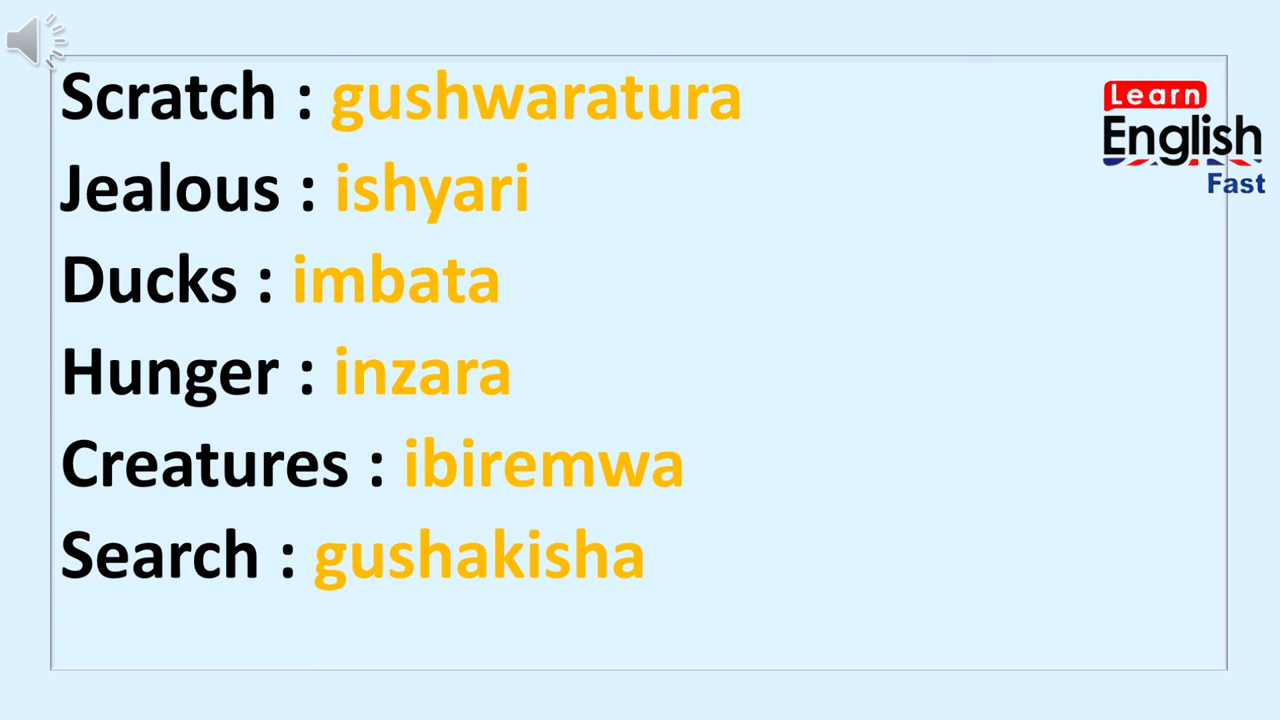 Scratch : gushwaratura
Jealous : ishyari
Ducks : imbata
Hunger : inzara
Creatures : ibiremwa
Search : gushakisha
Learn
English
Fast